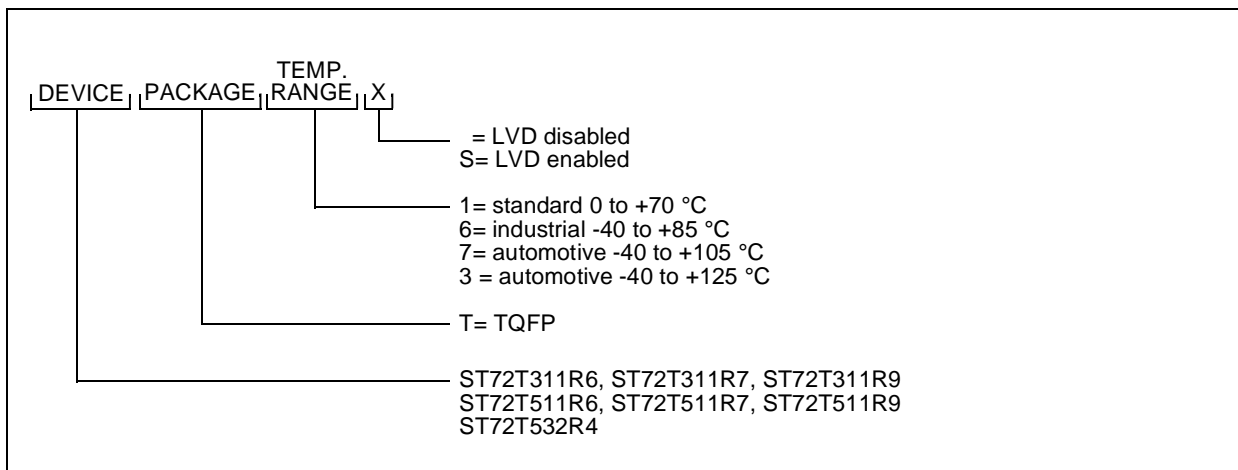 TEMP.
DEVICE PACKAGE RANGE X
= LVD disabled
S= LVD enabled
1= standard 0 to +70 °C
6= industrial -40 to +85 °C
7= automotive -40 to +105 °C
3 = automotive -40 to +125 °C
T= TQFP
ST72T311R6, ST72T311R7, ST72T311R9
ST72T511R6, ST72T511R7, ST72T511R9
ST72T532R4